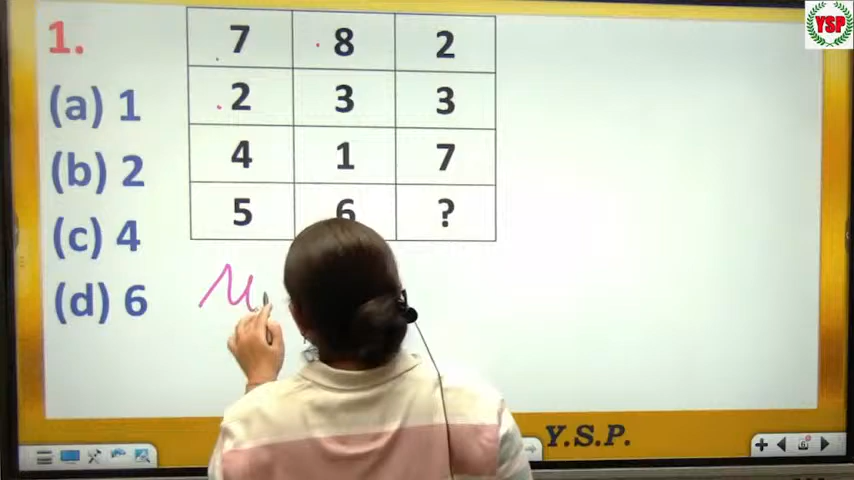 1.
(a) 1
(b) 2
(c) 4
(d) 6
7 8 2
2 3 3
4 1 7
5 6 ?
YSP
Y.S.P.